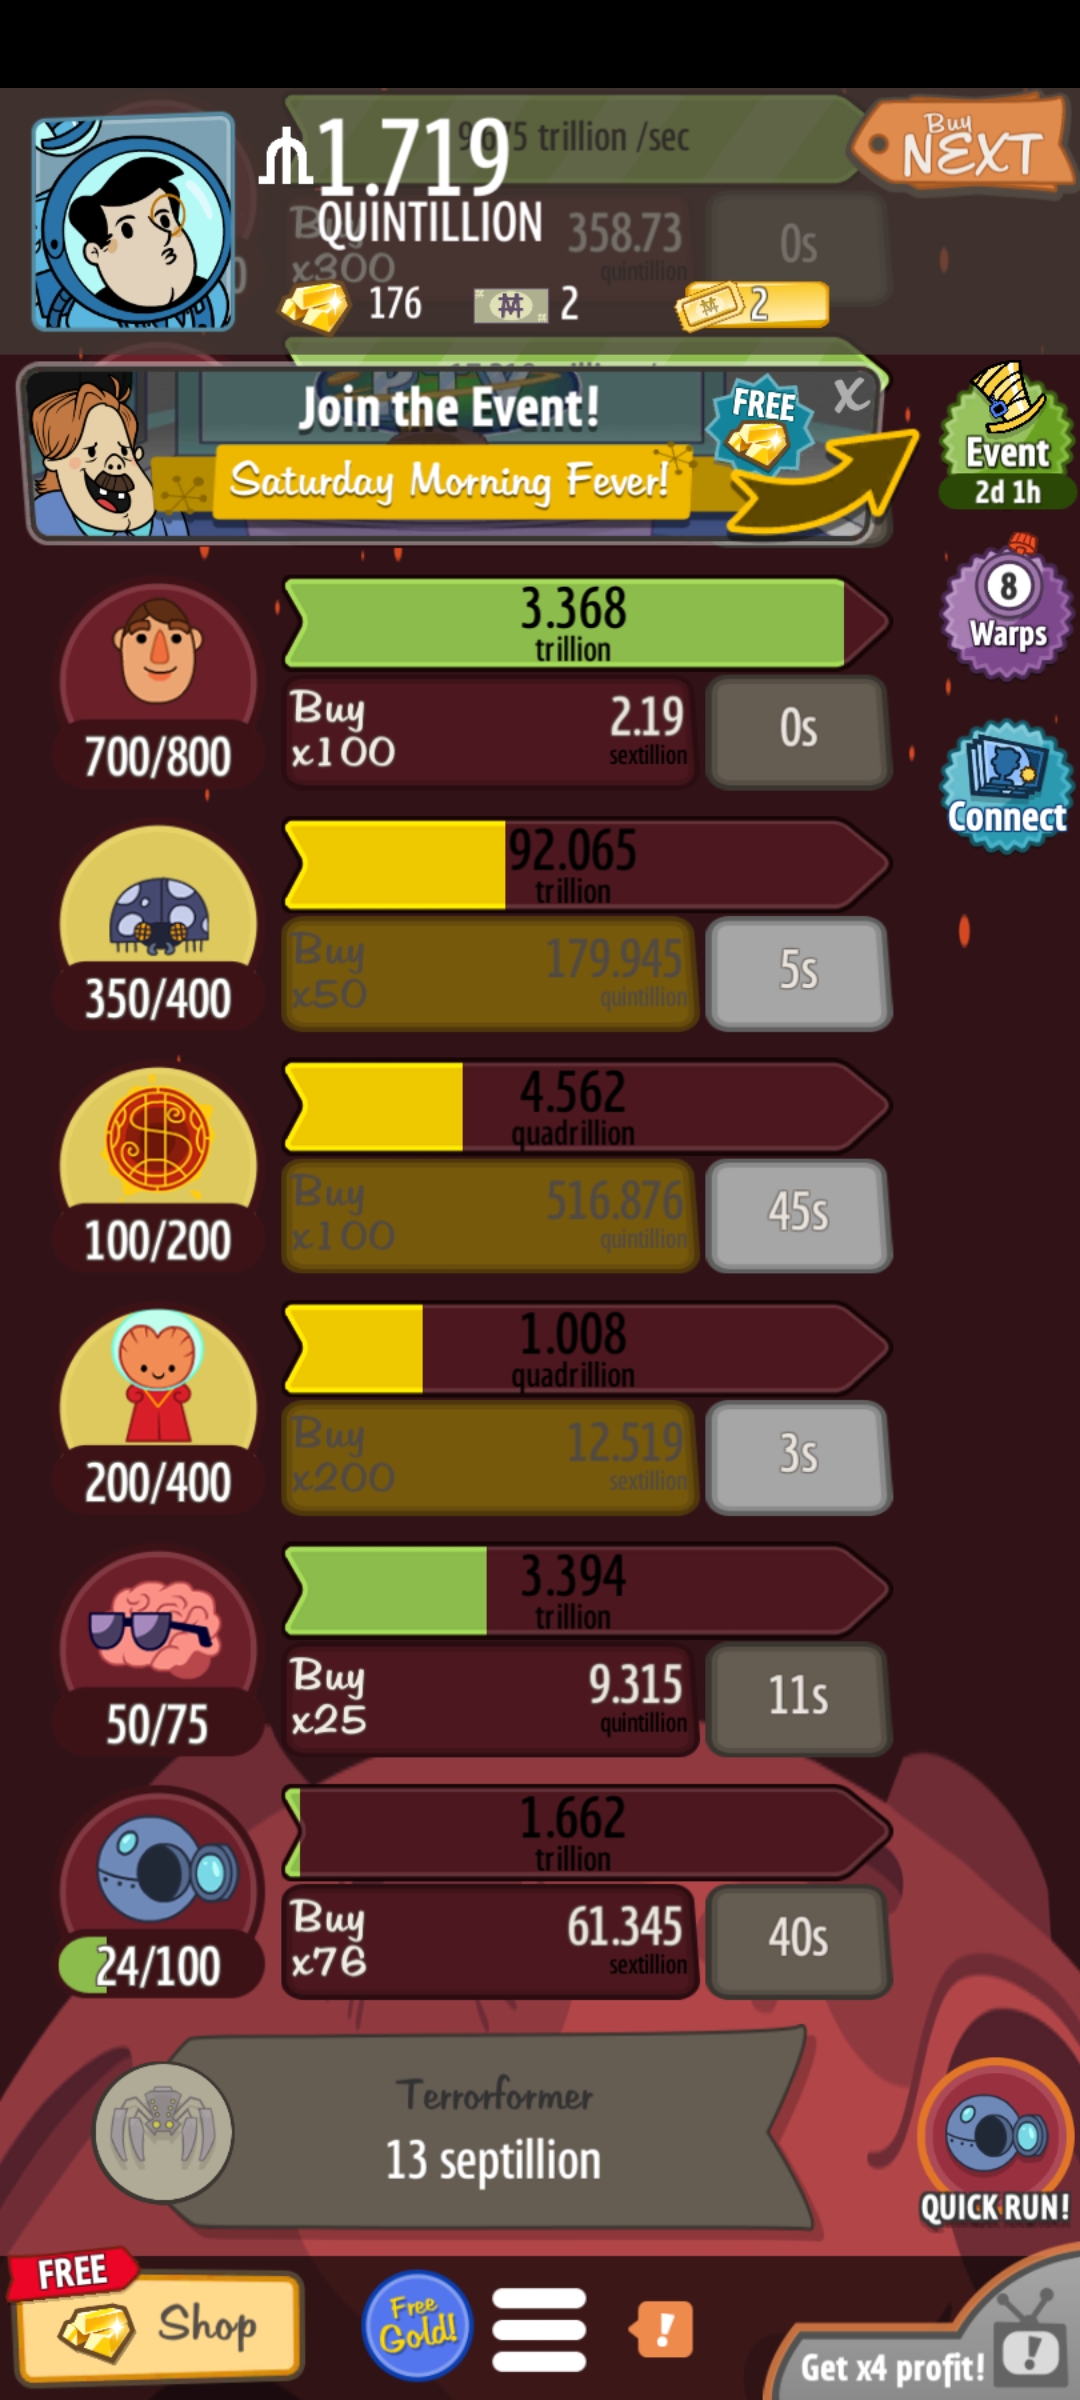 trillion /sec
1.719
QUINTILLION
Buy
NEXT
Buy
x300
358.73
quintillion
0s
176
2
2
Join the Event!
FREE
X
Saturday Morning Fever!
Event
2d 1h
8
Warps
Connect
3.368
trillion
700/800
Buy
x100
2.19
sextillion
0s
92.065
trillion
350/400
Buy
x50
179.945
quintillion
5s
4.562
quadrillion
100/200
Buy
x100
516.876
quintillion
45s
1.008
quadrillion
200/400
Buy
x200
12.519
sextillion
3s
3.394
trillion
50/75
Buy
x25
9.315
quintillion
11s
1.662
trillion
24/100
Buy
x76
61.345
sextillion
40s
Terrorformer
13 septillion
QUICK RUN!
FREE
Shop
Free
Gold!
!
Get x4 profit!
!